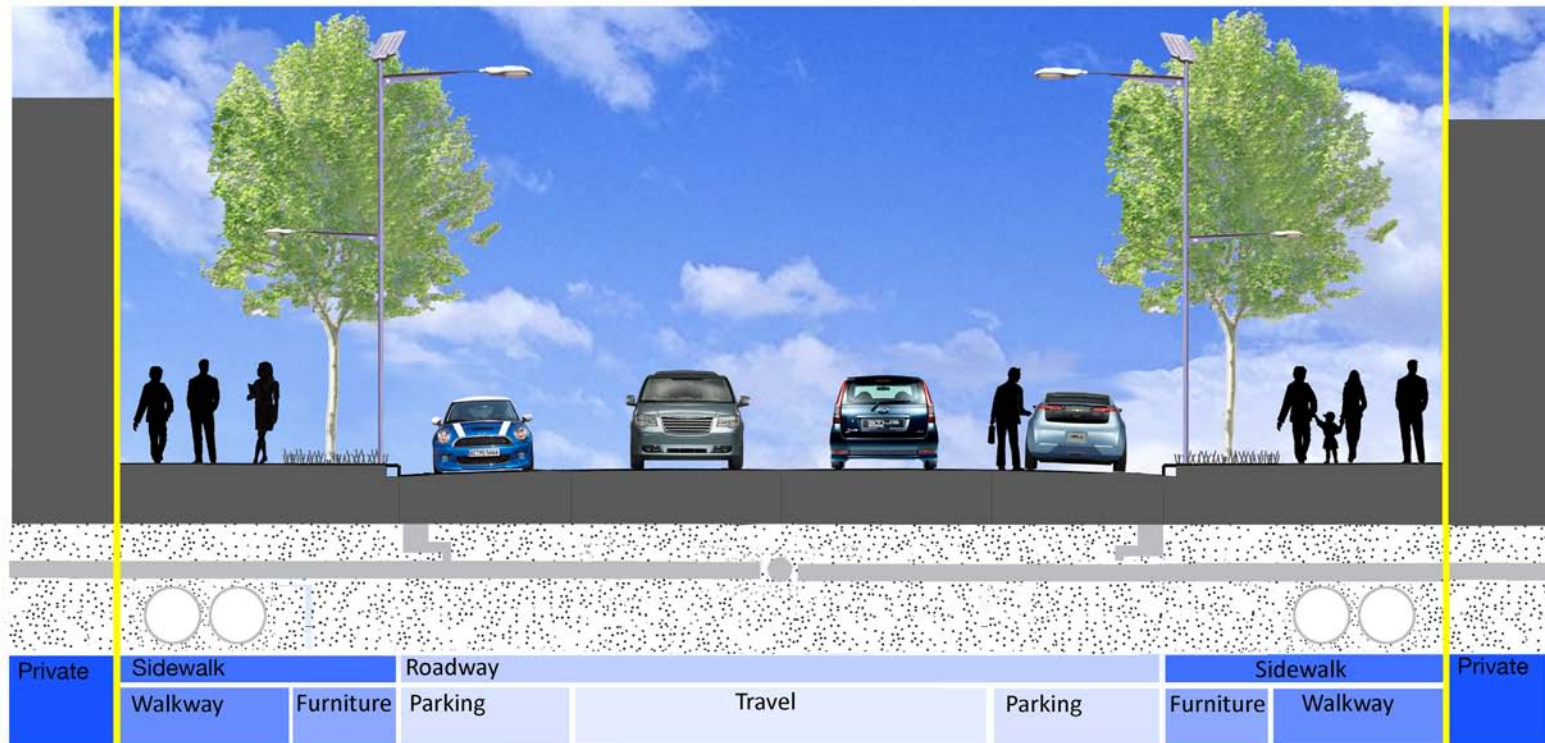 Private
Sidewalk
Roadway
Sidewalk
Private
Walkway
Furniture
Parking
Travel
Parking
Furniture
Walkway